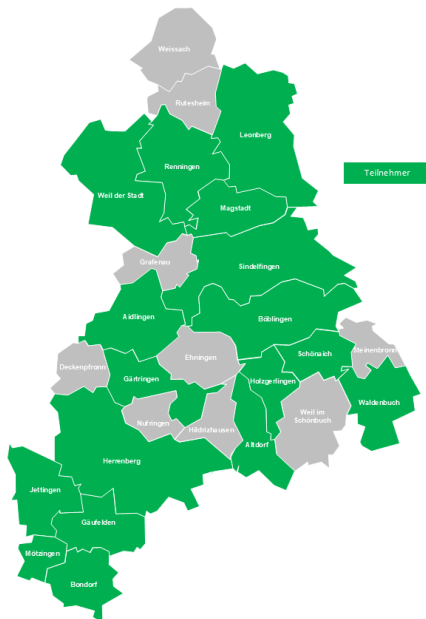 Weissach
Rutesheim
Leonberg
Renningen
Teilnehmer
Weil der Stadt
Magstadt
Grafenau
Sindelfingen
Aidlingen
Böblingen
Steinenbronn
Ehningen
Schönaich
Deckenpfronn
Gärtringen
Holzgerlingen
Waldenbuch
Weil im
Schönbuch
Nufringen
Hildrizhausen
Altdorf
Herrenberg
Jettingen
Gäufelden
Mötzingen
Bondorf